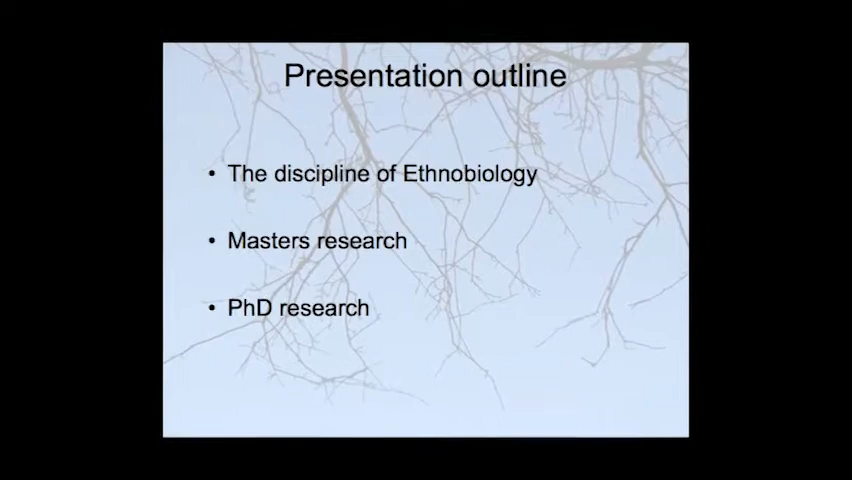 Presentation outline
• The discipline of Ethnobiology
• Masters research
• PhD research